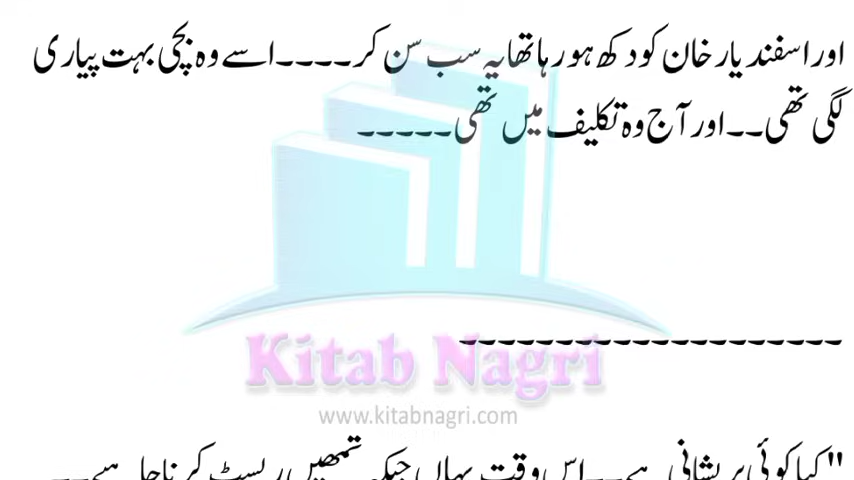 اور اسفند یار خان کو دکھ ہو رہا تھا یہ سب سن کر۔۔۔۔اسے وہ بچی بہت پیاری
لگی تھی۔۔اور آج وہ تکلیف میں تھی۔۔۔۔۔
۔۔۔۔۔۔۔۔۔۔۔۔۔۔۔۔۔۔۔۔
Kitab Nagri
www.kitabnagri.com
"کیا کوئی پریشانی ہے۔۔اس وقت یہاں جبکہ تمھیں ریسٹ کرنا چاہیے۔۔